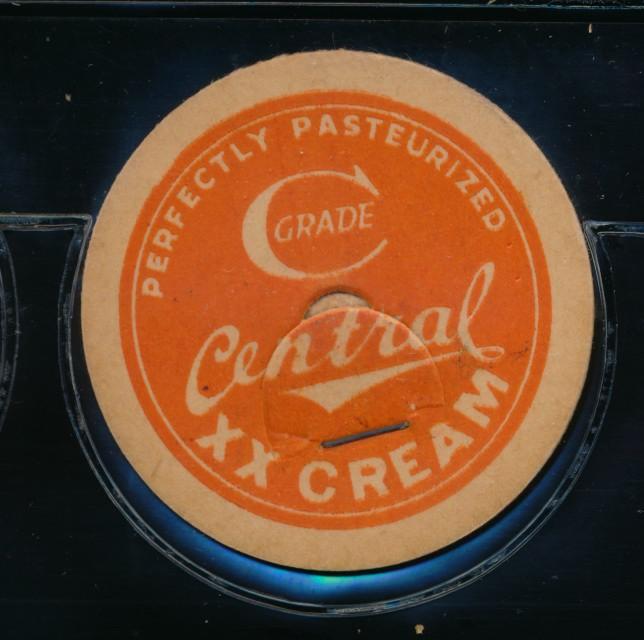 PERFECTLY PASTEURIZED
C
GRADE
Central
XX CREAM